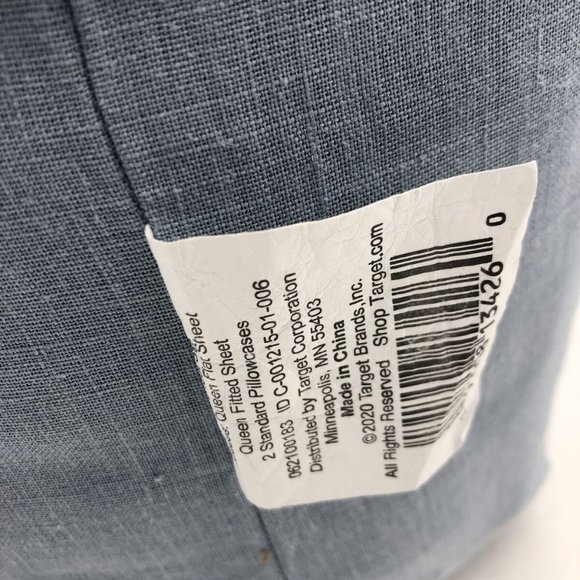 Queen Flat Sheet
Queen Fitted Sheet
2 Standard Pillowcases
062100183 ID C-001215-01-006
Distributed by Target Corporation
Minneapolis, MN 55403
Made in China
©2020 Target Brands,Inc.
All Rights Reserved Shop Target.com
13426 0